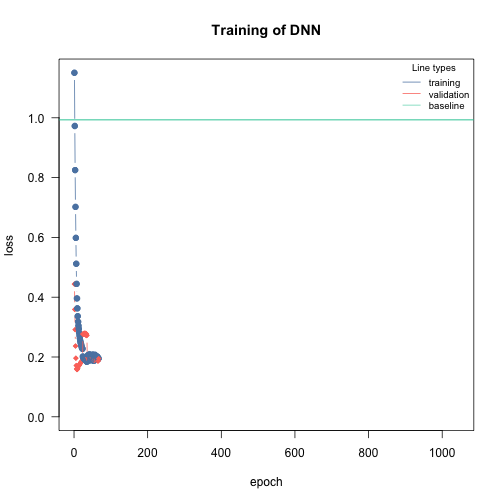 Training of DNN
Line types
training
validation
baseline
1.0
0.8
0.6
0.4
0.2
0.0
loss
0 200 400 600 800 1000
epoch